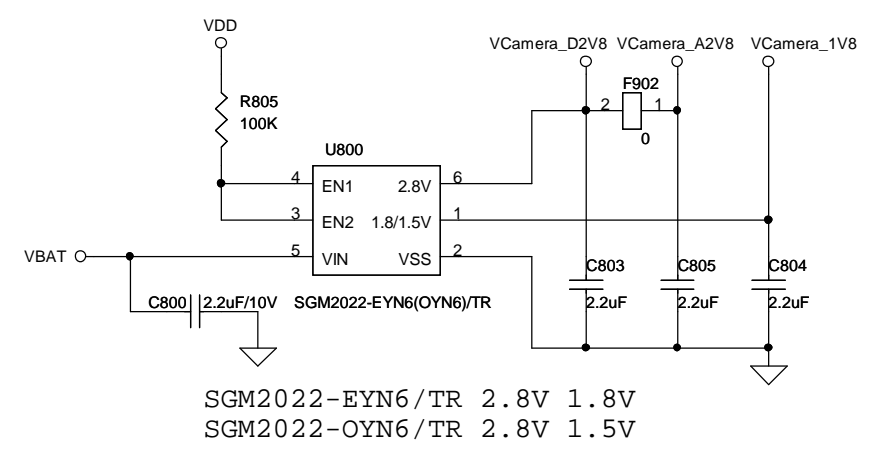 VDD
VCamera_D2V8 VCamera_A2V8 VCamera_1V8
F902
2 1
0
R805
100K
U800
4 EN1 2.8V 6
3 EN2 1.8/1.5V 1
VBAT 5 VIN VSS 2
C803 C805 C804
2.2uF 2.2uF 2.2uF
C800 2.2uF/10V SGM2022-EYN6(OYN6)/TR
SGM2022-EYN6/TR 2.8V 1.8V
SGM2022-OYN6/TR 2.8V 1.5V